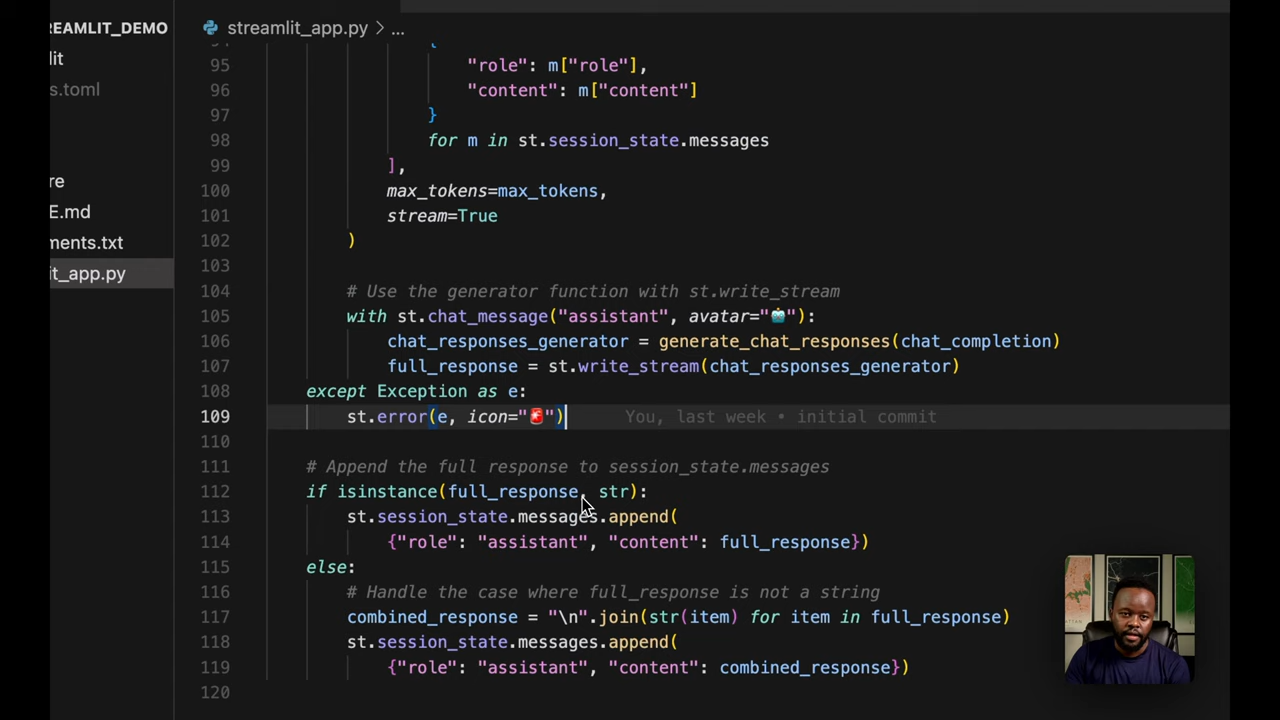 REAMLIT_DEMO
it
s.toml
re
E.md
ments.txt
it_app.py
streamlit_app.py > ...
94 {
95 "role": m["role"],
96 "content": m["content"]
97 }
98 for m in st.session_state.messages
99 ],
100 max_tokens=max_tokens,
101 stream=True
102 )
103
104 # Use the generator function with st.write_stream
105 with st.chat_message("assistant", avatar="🤖"):
106 chat_responses_generator = generate_chat_responses(chat_completion)
107 full_response = st.write_stream(chat_responses_generator)
108 except Exception as e:
109 st.error(e, icon="🚨") You, last week • initial commit
110
111 # Append the full response to session_state.messages
112 if isinstance(full_response, str):
113 st.session_state.messages.append(
114 {"role": "assistant", "content": full_response})
115 else:
116 # Handle the case where full_response is not a string
117 combined_response = "\n".join(str(item) for item in full_response)
118 st.session_state.messages.append(
119 {"role": "assistant", "content": combined_response})
120